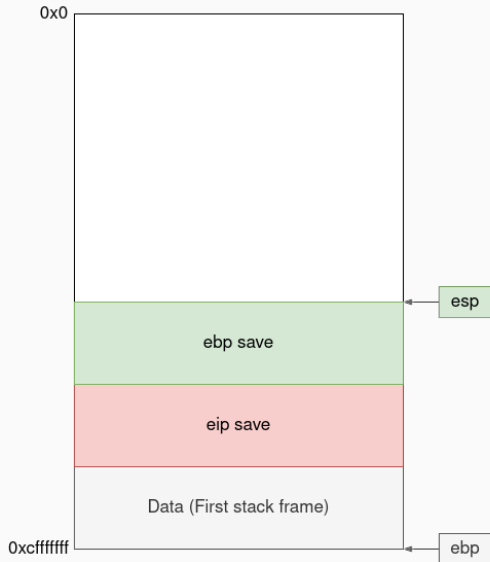 0x0
esp
ebp save
eip save
Data (First stack frame)
0xcfffffff
ebp